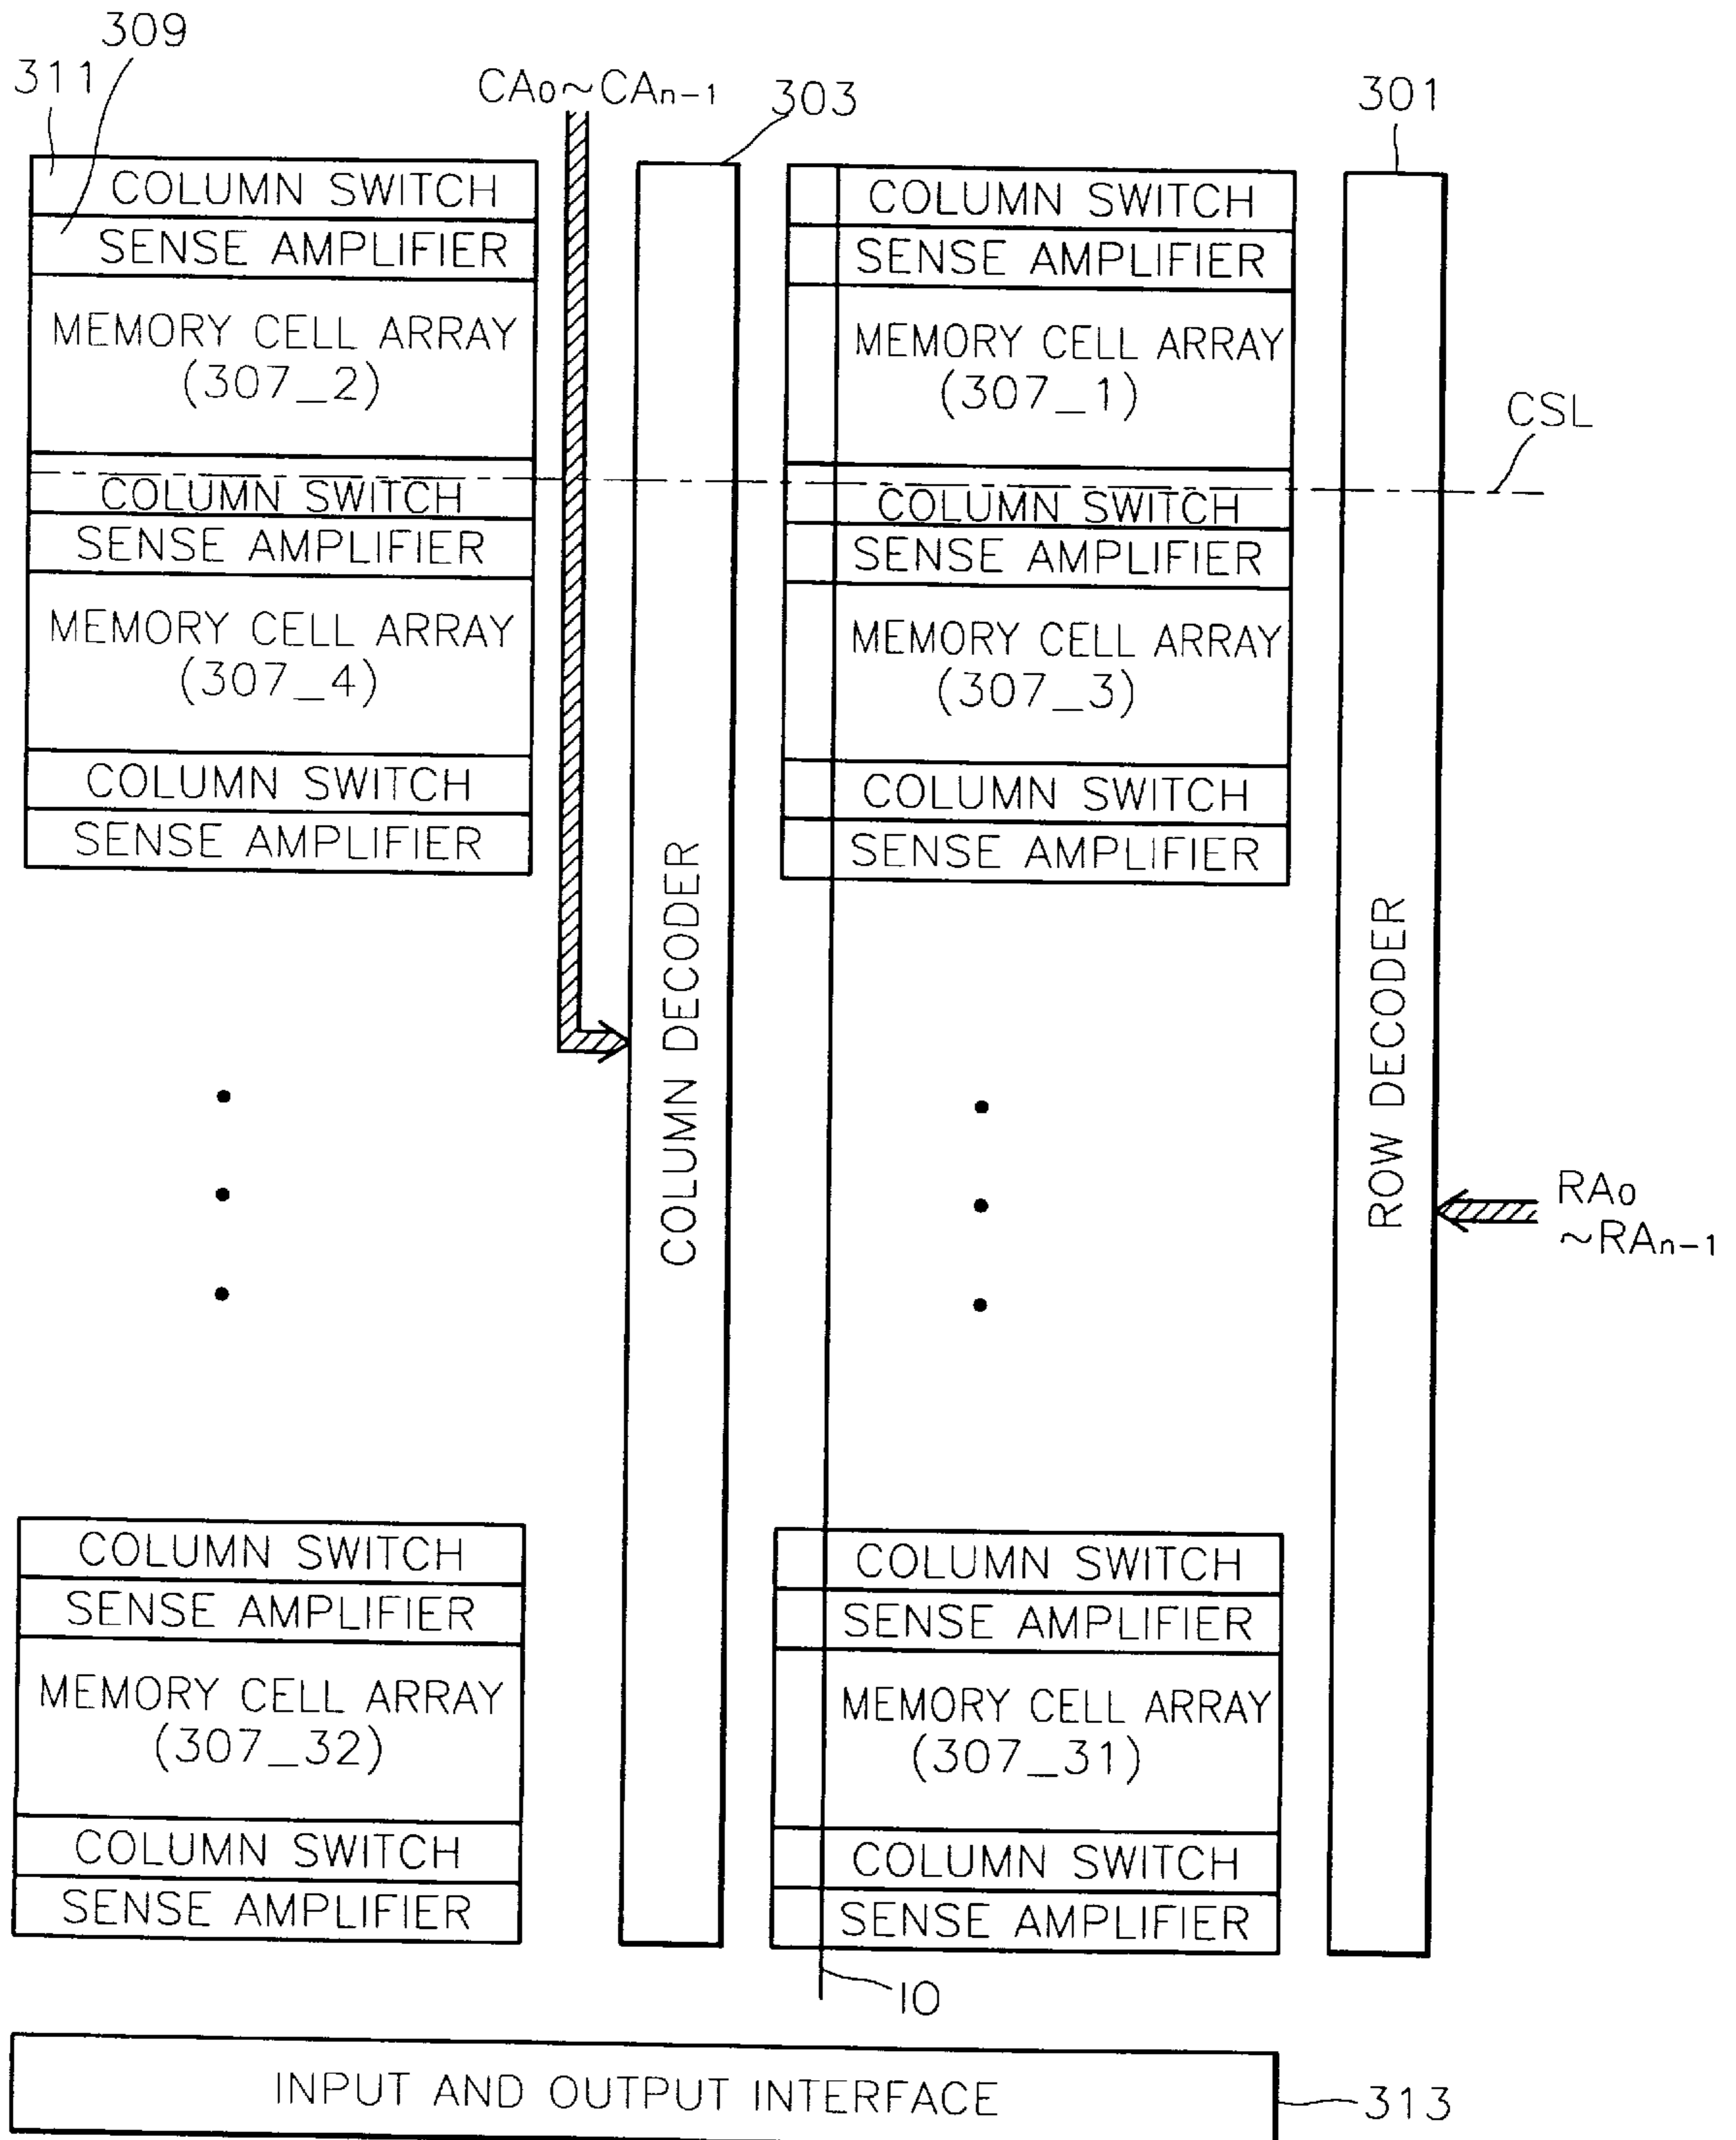 309
311
CA0~CAn-1
303
301
COLUMN SWITCH
SENSE AMPLIFIER
MEMORY CELL ARRAY
(307_2)
COLUMN SWITCH
SENSE AMPLIFIER
MEMORY CELL ARRAY
(307_4)
COLUMN SWITCH
SENSE AMPLIFIER
COLUMN SWITCH
SENSE AMPLIFIER
MEMORY CELL ARRAY
(307_32)
COLUMN SWITCH
SENSE AMPLIFIER
COLUMN DECODER
COLUMN SWITCH
SENSE AMPLIFIER
MEMORY CELL ARRAY
(307_1)
COLUMN SWITCH
SENSE AMPLIFIER
MEMORY CELL ARRAY
(307_3)
COLUMN SWITCH
SENSE AMPLIFIER
COLUMN SWITCH
SENSE AMPLIFIER
MEMORY CELL ARRAY
(307_31)
COLUMN SWITCH
SENSE AMPLIFIER
IO
ROW DECODER
CSL
RA0
~RAn-1
INPUT AND OUTPUT INTERFACE
313